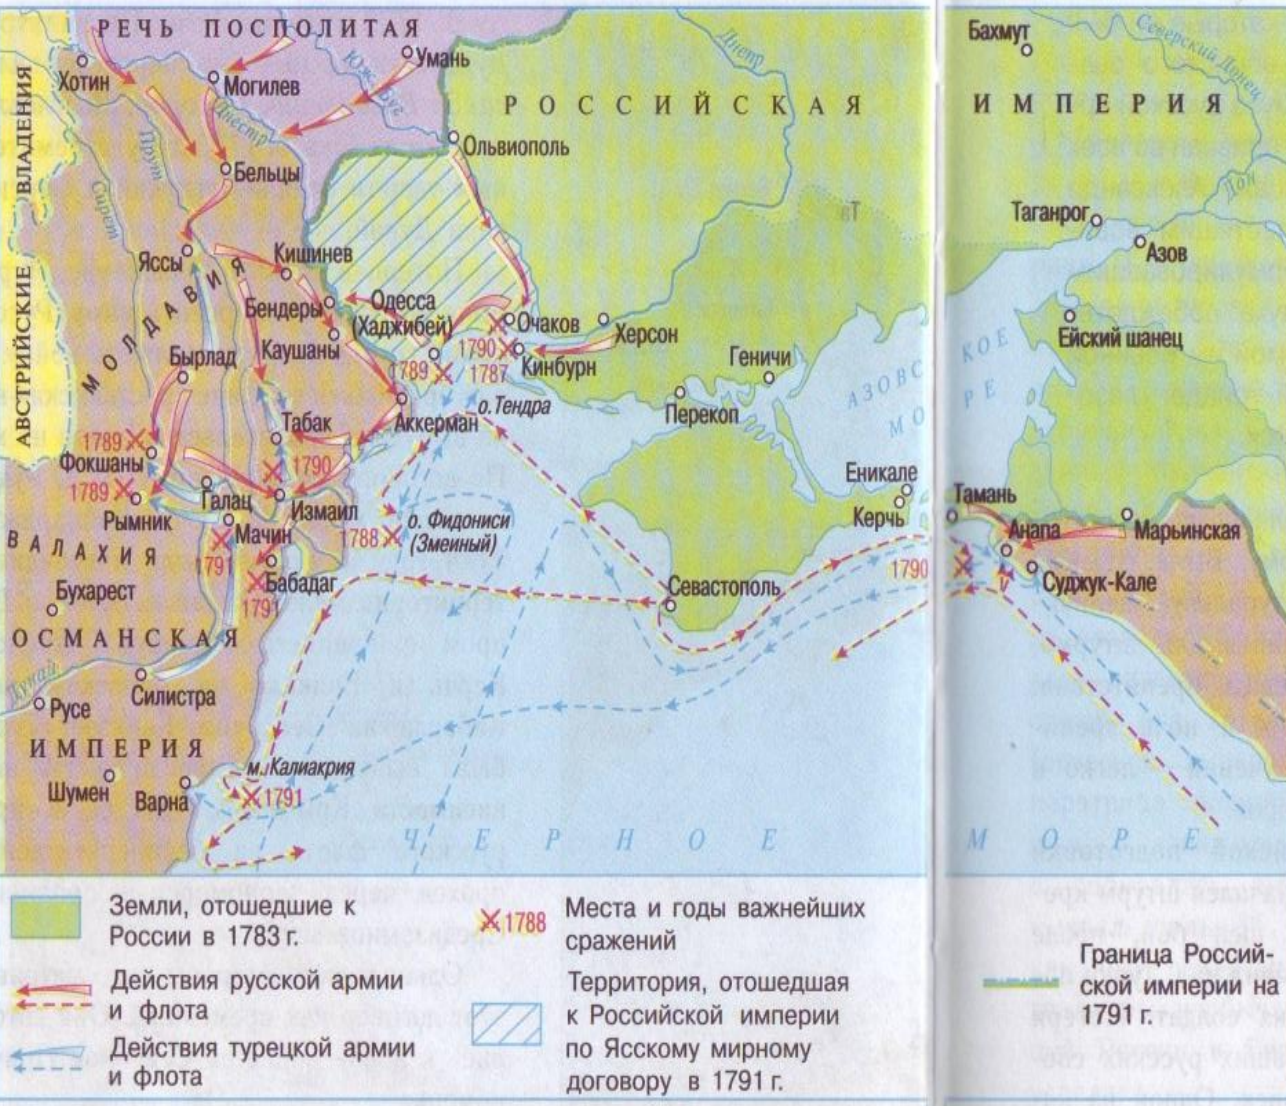 РЕЧЬ ПОСПОЛИТАЯ
Хотин
Могилев
Умань
Юж. Буг
Днестр
Прут
Сирет
Бельцы
Ольвиополь
РОССИЙСКАЯ
ИМПЕРИЯ
Днепр
Бахмут
Северский Донец
Дон
Таганрог
Азов
Ейский шанец
АВСТРИЙСКИЕ ВЛАДЕНИЯ
МОЛДАВИЯ
Яссы
Кишинев
Бендеры
Каушаны
Одесса
(Хаджибей)
Очаков
1790
Кинбурн
1787
1789
Херсон
Геничи
Перекоп
АЗОВСКОЕ
МОРЕ
Бырлад
Табак
Аккерман
о.Тендра
1789
Фокшаны
1789
Рымник
Галац
1790
Измаил
Мачин
1791
Бабадаг
1791
1788
о. Фидониси
(Змеиный)
Еникале
Керчь
Тамань
Анапа
Марьинская
Суджук-Кале
1790
Севастополь
ВАЛАХИЯ
Бухарест
ОСМАНСКАЯ
Дунай
Силистра
Русе
ИМПЕРИЯ
Шумен
Варна
м. Калиакрия
1791
ЧЕРНОЕ МОРЕ
Земли, отошедшие к
России в 1783 г.
Действия русской армии
и флота
Действия турецкой армии
и флота
1788
Места и годы важнейших
сражений
Территория, отошедшая
к Российской империи
по Ясскому мирному
договору в 1791 г.
Граница Россий-
ской империи на
1791 г.